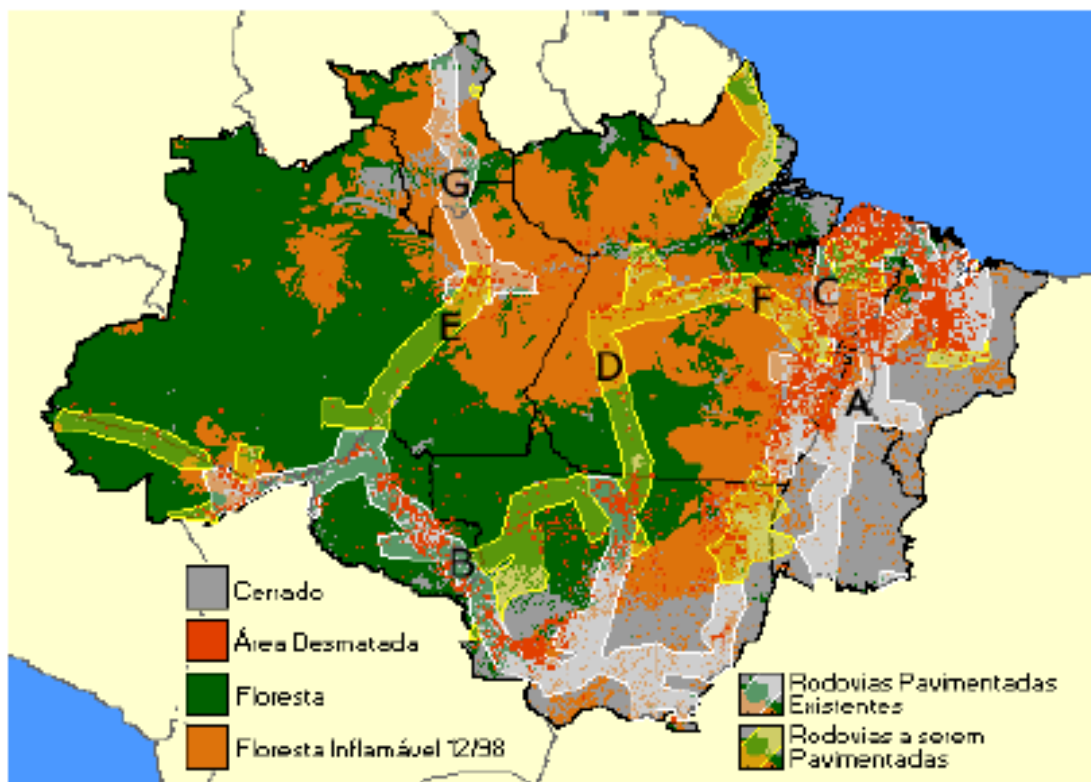 G
C
F
E
D
A
B
Cerrado
Área Desmatada
Floresta
Floresta Inflamável 12/98
Rodovias Pavimentadas
Existentes
Rodovias a serem
Pavimentadas